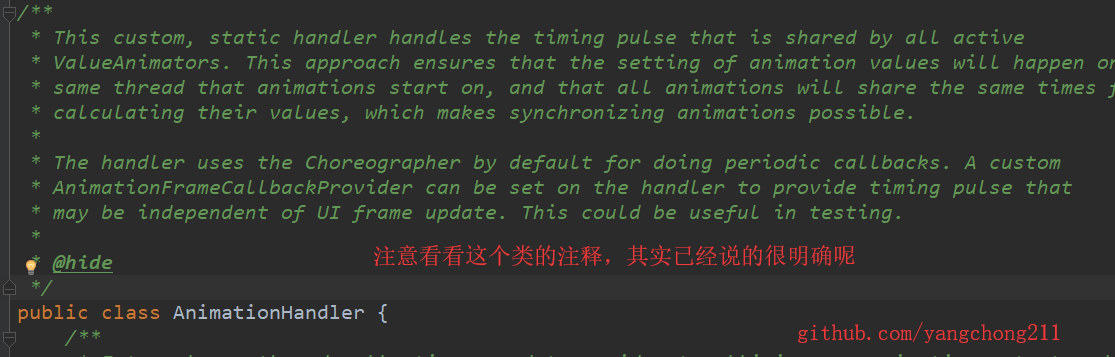 /**
* This custom, static handler handles the timing pulse that is shared by all active
* ValueAnimators. This approach ensures that the setting of animation values will happen on
* same thread that animations start on, and that all animations will share the same times
* calculating their values, which makes synchronizing animations possible.
*
* The handler uses the Choreographer by default for doing periodic callbacks. A custom
* AnimationFrameCallbackProvider can be set on the handler to provide timing pulse that
* may be independent of UI frame update. This could be useful in testing.
*
* @hide
注意看看这个类的注释，其实已经说的很明确呢
*/
public class AnimationHandler {
/**
github.com/yangchong211